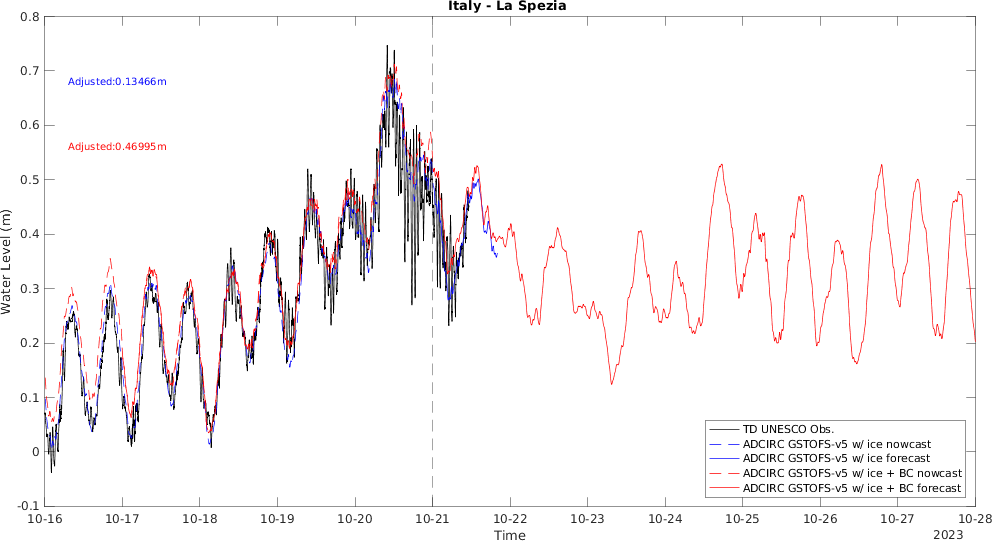 Italy - La Spezia
0.8
0.7
0.6
0.5
0.4
0.3
0.2
0.1
0
-0.1
Water Level (m)
Adjusted:0.13466m
Adjusted:0.46995m
TD UNESCO Obs.
ADCIRC GSTOFS-v5 w/ ice nowcast
ADCIRC GSTOFS-v5 w/ ice forecast
ADCIRC GSTOFS-v5 w/ ice + BC nowcast
ADCIRC GSTOFS-v5 w/ ice + BC forecast
10-16 10-17 10-18 10-19 10-20 10-21 10-22 10-23 10-24 10-25 10-26 10-27 10-28
Time
2023